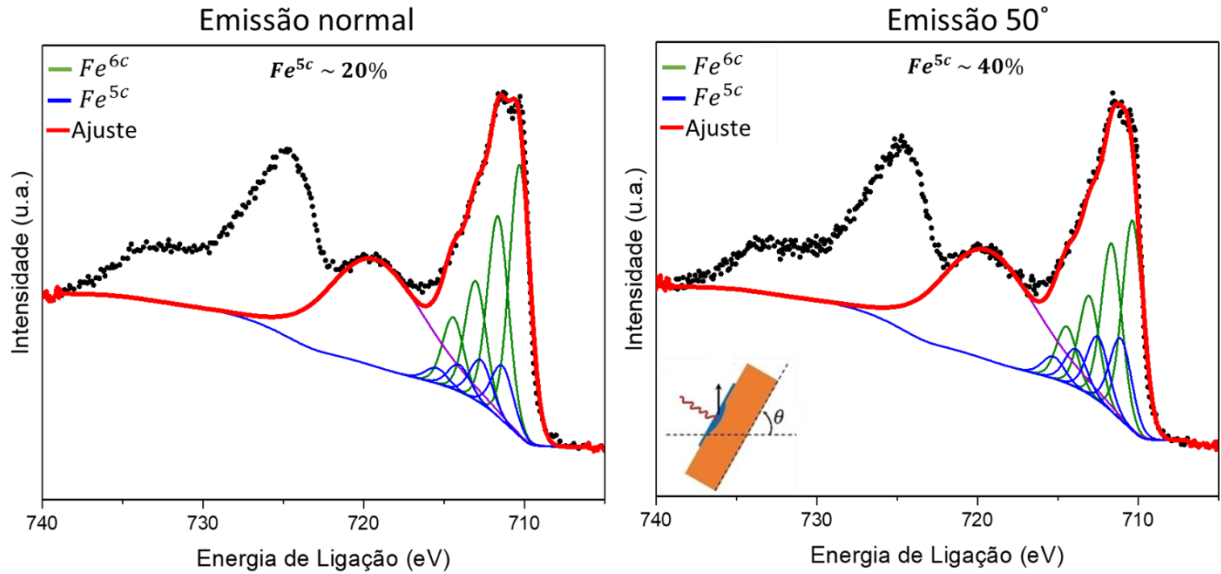 Emissão normal
Fe^{6c}
Fe^{5c}
Ajuste
Fe^{5c} ~ 20%
Intensidade (u.a.)
740 730 720 710
Energia de Ligação (eV)
Emissão 50°
Fe^{6c}
Fe^{5c}
Ajuste
Fe^{5c} ~ 40%
Intensidade (u.a.)
θ
740 730 720 710
Energia de Ligação (eV)